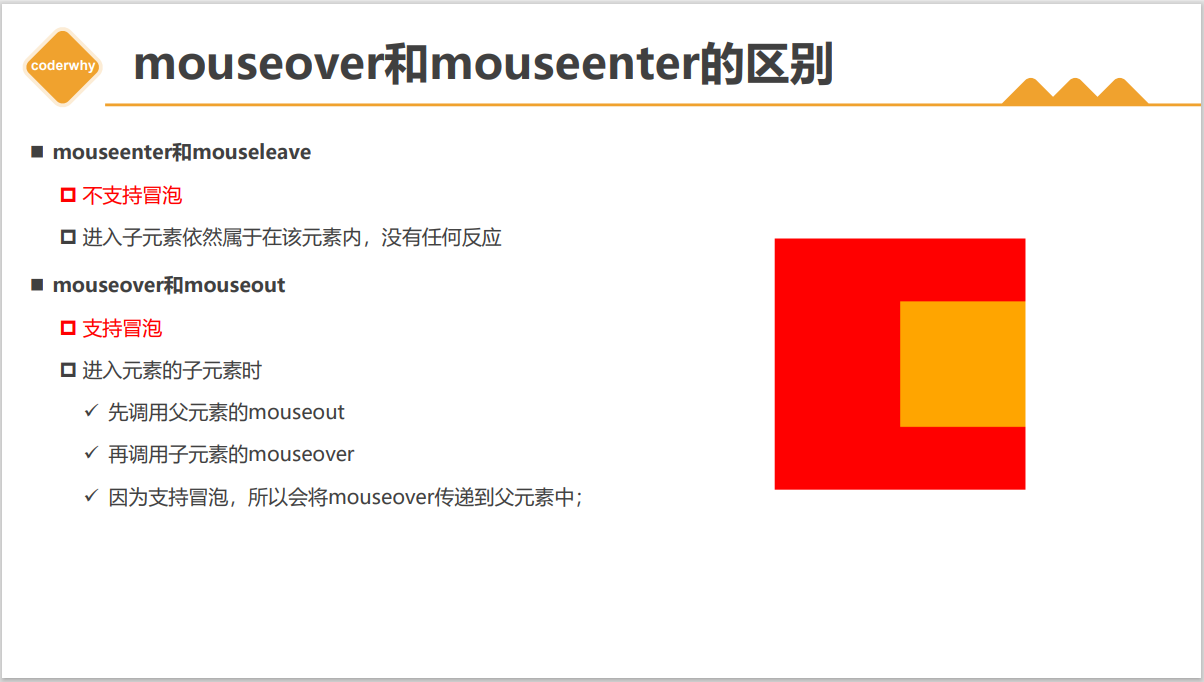 coderwhy
mouseover和mouseenter的区别
mouseenter和mouseleave
不支持冒泡
进入子元素依然属于在该元素内，没有任何反应
mouseover和mouseout
支持冒泡
进入元素的子元素时
先调用父元素的mouseout
再调用子元素的mouseover
因为支持冒泡，所以会将mouseover传递到父元素中；